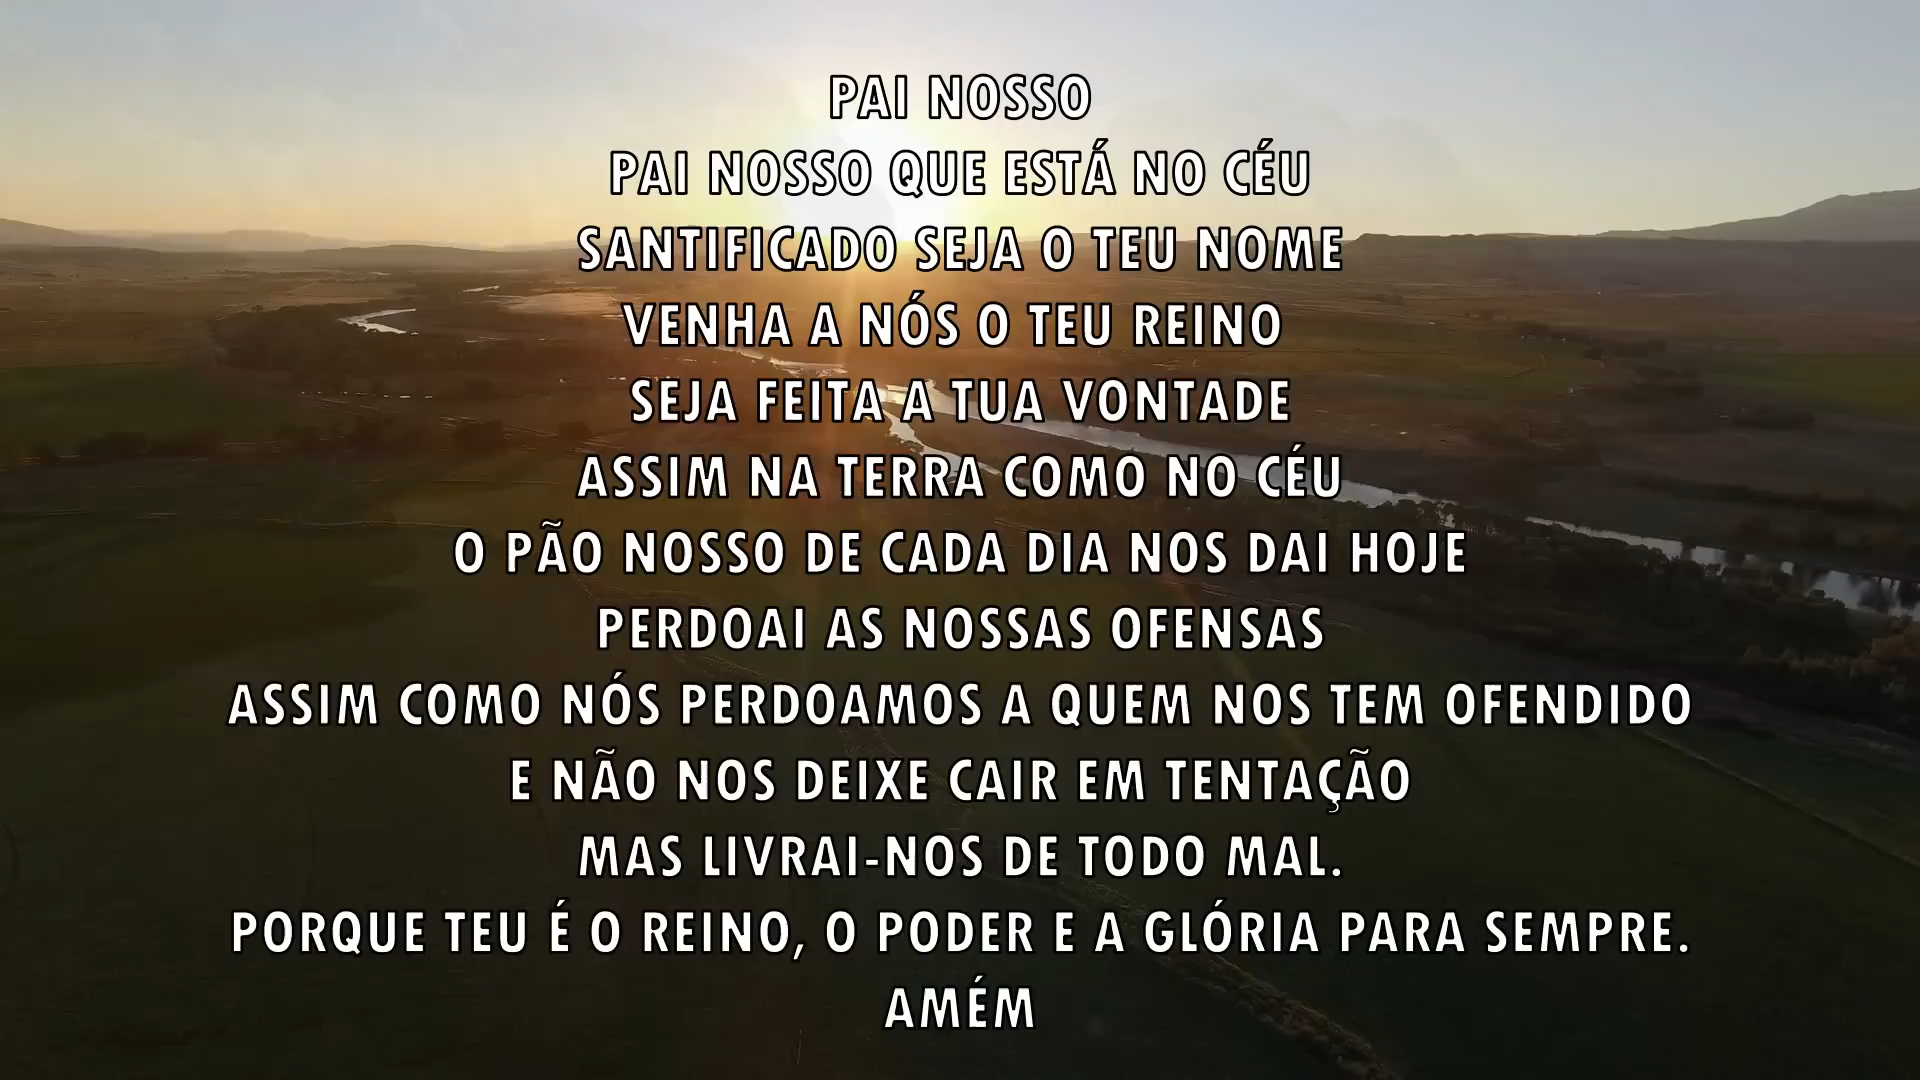 PAI NOSSO
PAI NOSSO QUE ESTÁ NO CÉU
SANTIFICADO SEJA O TEU NOME
VENHA A NÓS O TEU REINO
SEJA FEITA A TUA VONTADE
ASSIM NA TERRA COMO NO CÉU
O PÃO NOSSO DE CADA DIA NOS DAI HOJE
PERDOAI AS NOSSAS OFENSAS
ASSIM COMO NÓS PERDOAMOS A QUEM NOS TEM OFENDIDO
E NÃO NOS DEIXE CAIR EM TENTAÇÃO
MAS LIVRAI-NOS DE TODO MAL.
PORQUE TEU É O REINO, O PODER E A GLÓRIA PARA SEMPRE.
AMÉM